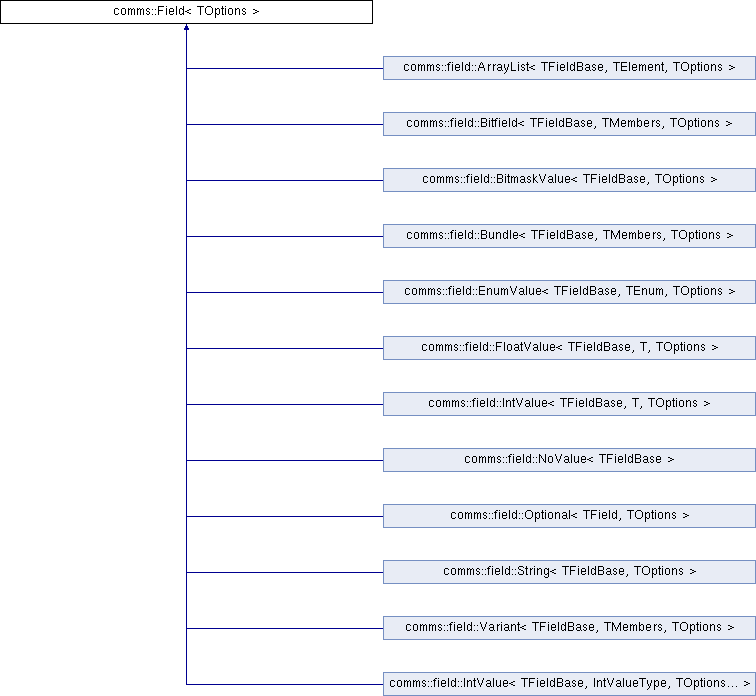 comms::Field< TOptions >
comms::field::ArrayList< TFieldBase, TElement, TOptions >
comms::field::Bitfield< TFieldBase, TMembers, TOptions >
comms::field::BitmaskValue< TFieldBase, TOptions >
comms::field::Bundle< TFieldBase, TMembers, TOptions >
comms::field::EnumValue< TFieldBase, TEnum, TOptions >
comms::field::FloatValue< TFieldBase, T, TOptions >
comms::field::IntValue< TFieldBase, T, TOptions >
comms::field::NoValue< TFieldBase >
comms::field::Optional< TField, TOptions >
comms::field::String< TFieldBase, TOptions >
comms::field::Variant< TFieldBase, TMembers, TOptions >
comms::field::IntValue< TFieldBase, IntValueType, TOptions... >